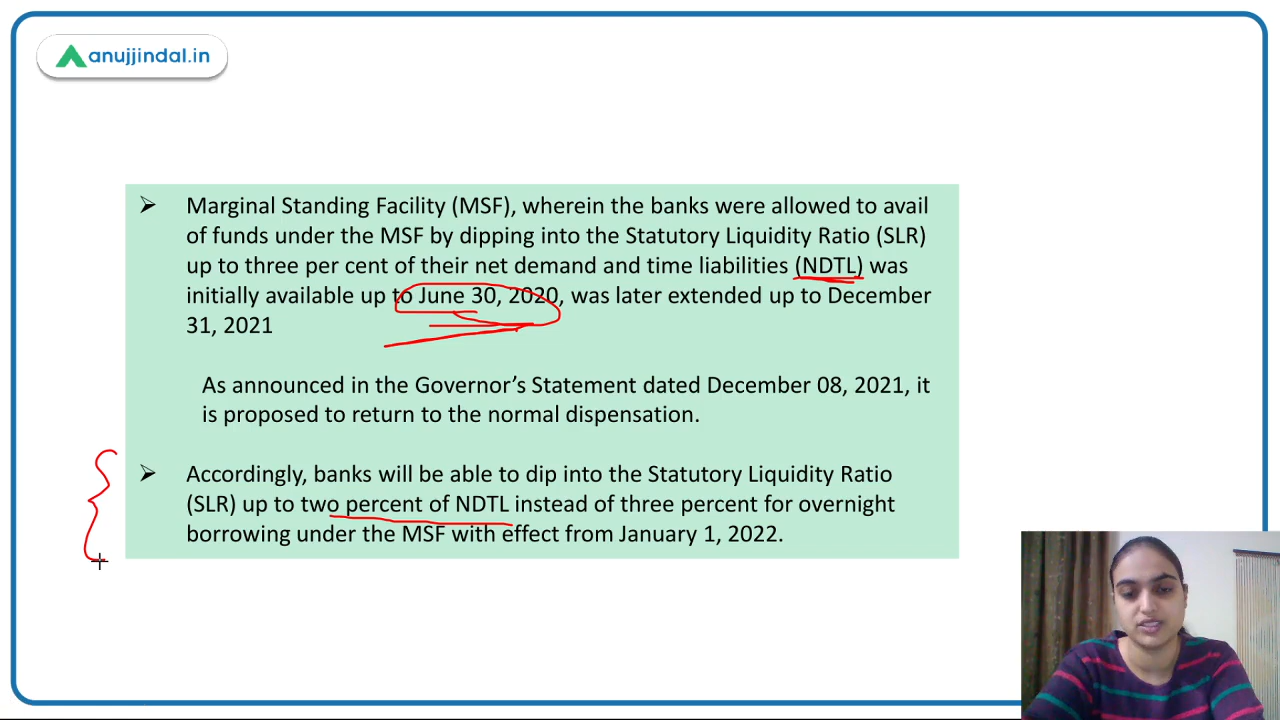 anujjindal.in
➢ Marginal Standing Facility (MSF), wherein the banks were allowed to avail
of funds under the MSF by dipping into the Statutory Liquidity Ratio (SLR)
up to three per cent of their net demand and time liabilities (NDTL) was
initially available up to June 30, 2020, was later extended up to December
31, 2021
As announced in the Governor’s Statement dated December 08, 2021, it
is proposed to return to the normal dispensation.
➢ Accordingly, banks will be able to dip into the Statutory Liquidity Ratio
(SLR) up to two percent of NDTL instead of three percent for overnight
borrowing under the MSF with effect from January 1, 2022.